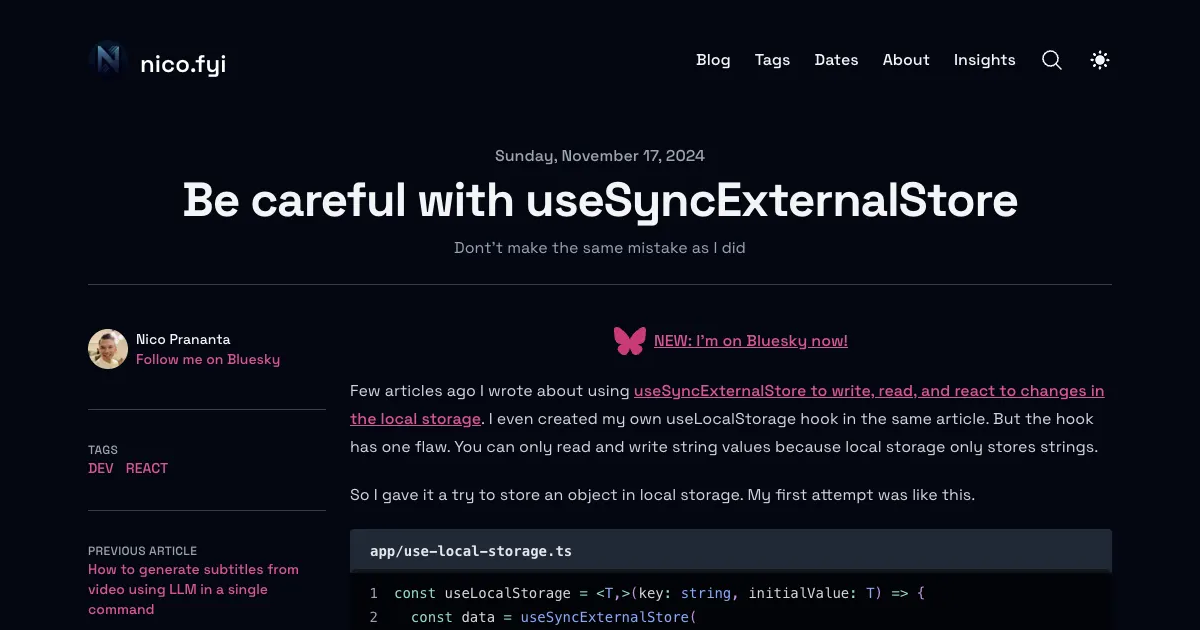 nico.fyi
Blog Tags Dates About Insights
Sunday, November 17, 2024
Be careful with useSyncExternalStore
Dont't make the same mistake as I did
Nico Prananta
Follow me on Bluesky
TAGS
DEV REACT
PREVIOUS ARTICLE
How to generate subtitles from
video using LLM in a single
command
NEW: I'm on Bluesky now!
Few articles ago I wrote about using useSyncExternalStore to write, read, and react to changes in
the local storage. I even created my own useLocalStorage hook in the same article. But the hook
has one flaw. You can only read and write string values because local storage only stores strings.
So I gave it a try to store an object in local storage. My first attempt was like this.
app/use-local-storage.ts
1 const useLocalStorage = <T,>(key: string, initialValue: T) => {
2 const data = useSyncExternalStore(